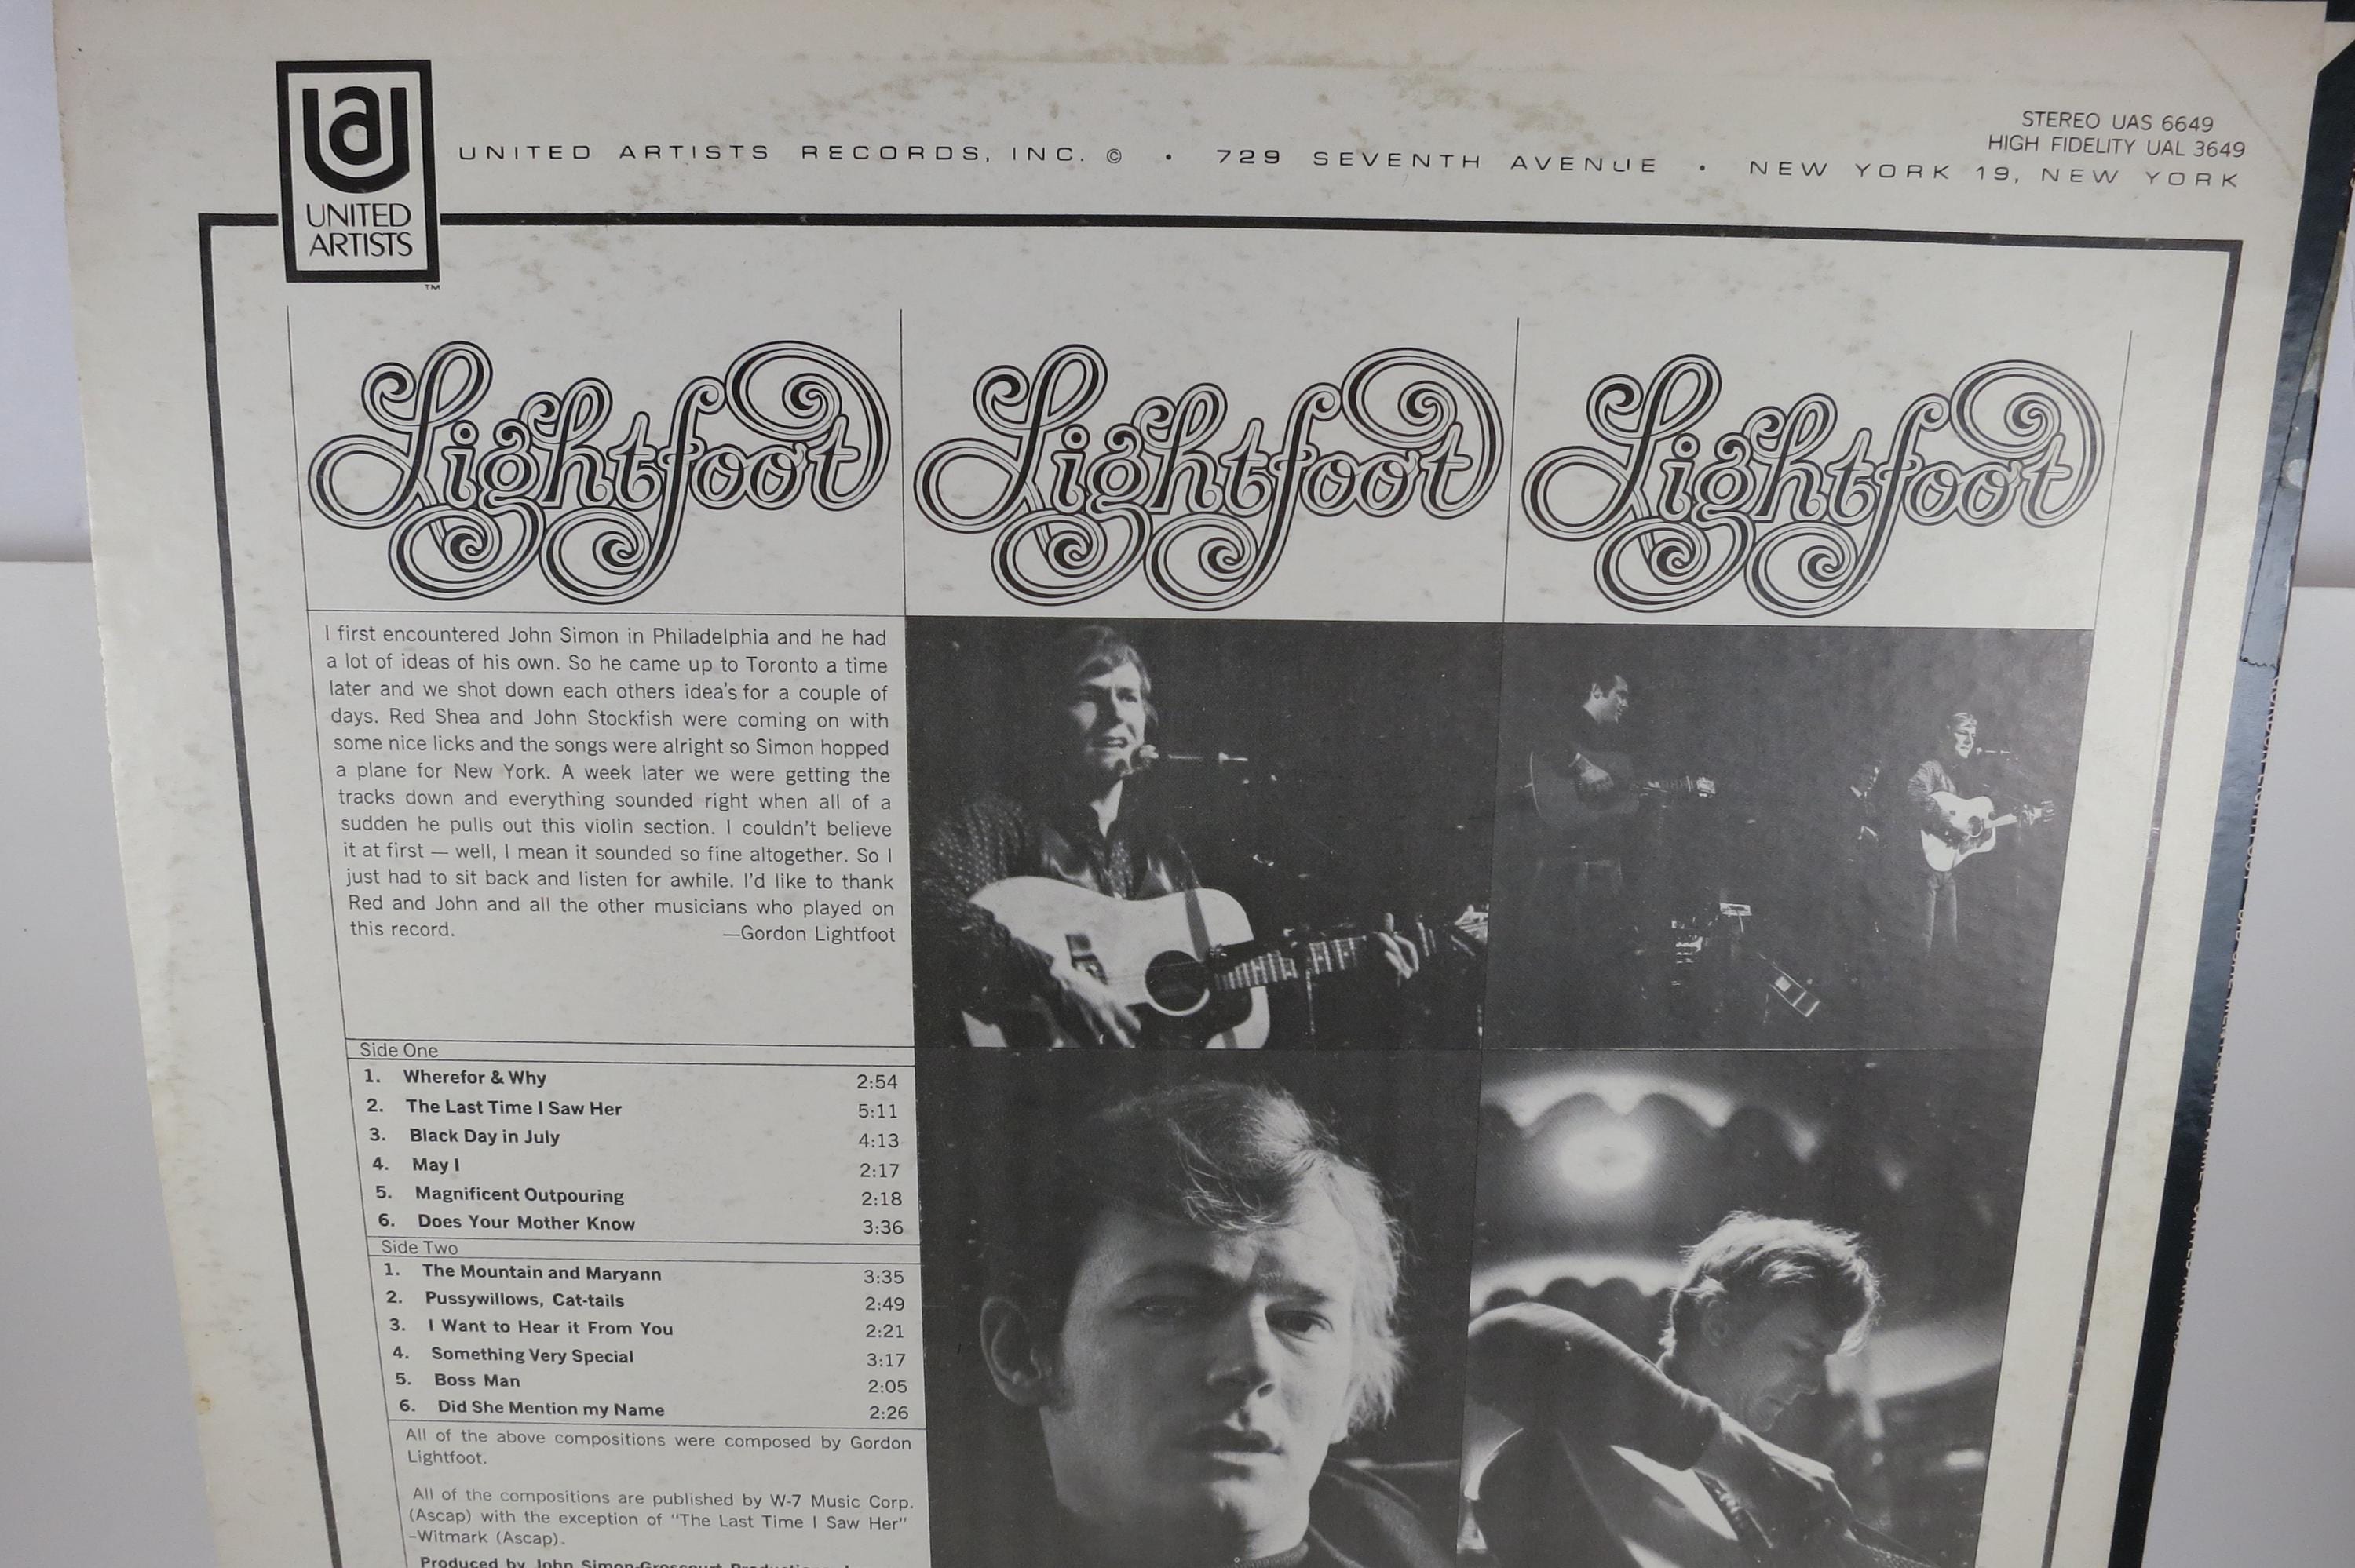 UNITED
ARTISTS
TM
UNITED ARTISTS RECORDS, INC. © • 729 SEVENTH AVENUE • NEW YORK 19, NEW YORK
STEREO UAS 6649
HIGH FIDELITY UAL 3649
Lightfoot Lightfoot Lightfoot
I first encountered John Simon in Philadelphia and he had
a lot of ideas of his own. So he came up to Toronto a time
later and we shot down each others idea's for a couple of
days. Red Shea and John Stockfish were coming on with
some nice licks and the songs were alright so Simon hopped
a plane for New York. A week later we were getting the
tracks down and everything sounded right when all of a
sudden he pulls out this violin section. I couldn't believe
it at first — well, I mean it sounded so fine altogether. So I
just had to sit back and listen for awhile. I'd like to thank
Red and John and all the other musicians who played on
this record. —Gordon Lightfoot
Side One
1. Wherefor & Why 2:54
2. The Last Time I Saw Her 5:11
3. Black Day in July 4:13
4. May I 2:17
5. Magnificent Outpouring 2:18
6. Does Your Mother Know 3:36
Side Two
1. The Mountain and Maryann 3:35
2. Pussywillows, Cat-tails 2:49
3. I Want to Hear it From You 2:21
4. Something Very Special 3:17
5. Boss Man 2:05
6. Did She Mention my Name 2:26
All of the above compositions were composed by Gordon
Lightfoot.
All of the compositions are published by W-7 Music Corp.
(Ascap) with the exception of "The Last Time I Saw Her"
-Witmark (Ascap).
Produced by John Simon-Groscourt